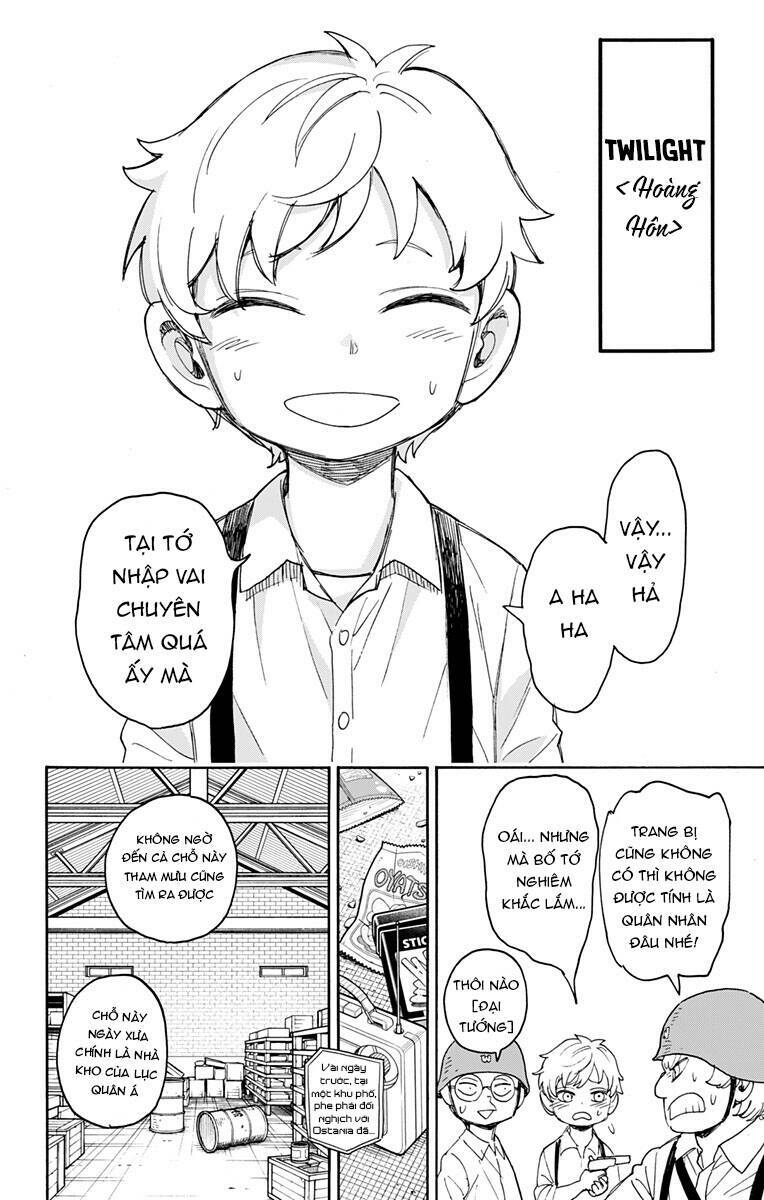 TWILIGHT
<Hoàng
Hôn>
VẬY...
VẬY
HẢ
A HA
HA
TẠI TỚ
NHẬP VAI
CHUYÊN
TÂM QUÁ
ẤY MÀ
TRANG BỊ
CŨNG KHÔNG
CÓ THÌ KHÔNG
ĐƯỢC TÍNH LÀ
QUÂN NHÂN
ĐÂU NHÉ!
OÁI... NHƯNG
MÀ BỐ TỚ
NGHIÊM
KHẮC LẮM...
THÔI NÀO
[ĐẠI
TƯỚNG]
OYATS
STIC
Vài ngày
trước, tại
một khu phố,
phe phái đối
nghịch với
Ostania đã...
KHÔNG NGỜ
ĐẾN CẢ CHỖ NÀY
THAM MƯU CŨNG
TÌM RA ĐƯỢC
CHỖ NÀY
NGÀY XƯA
CHÍNH LÀ NHÀ
KHO CỦA LỤC
QUÂN Á